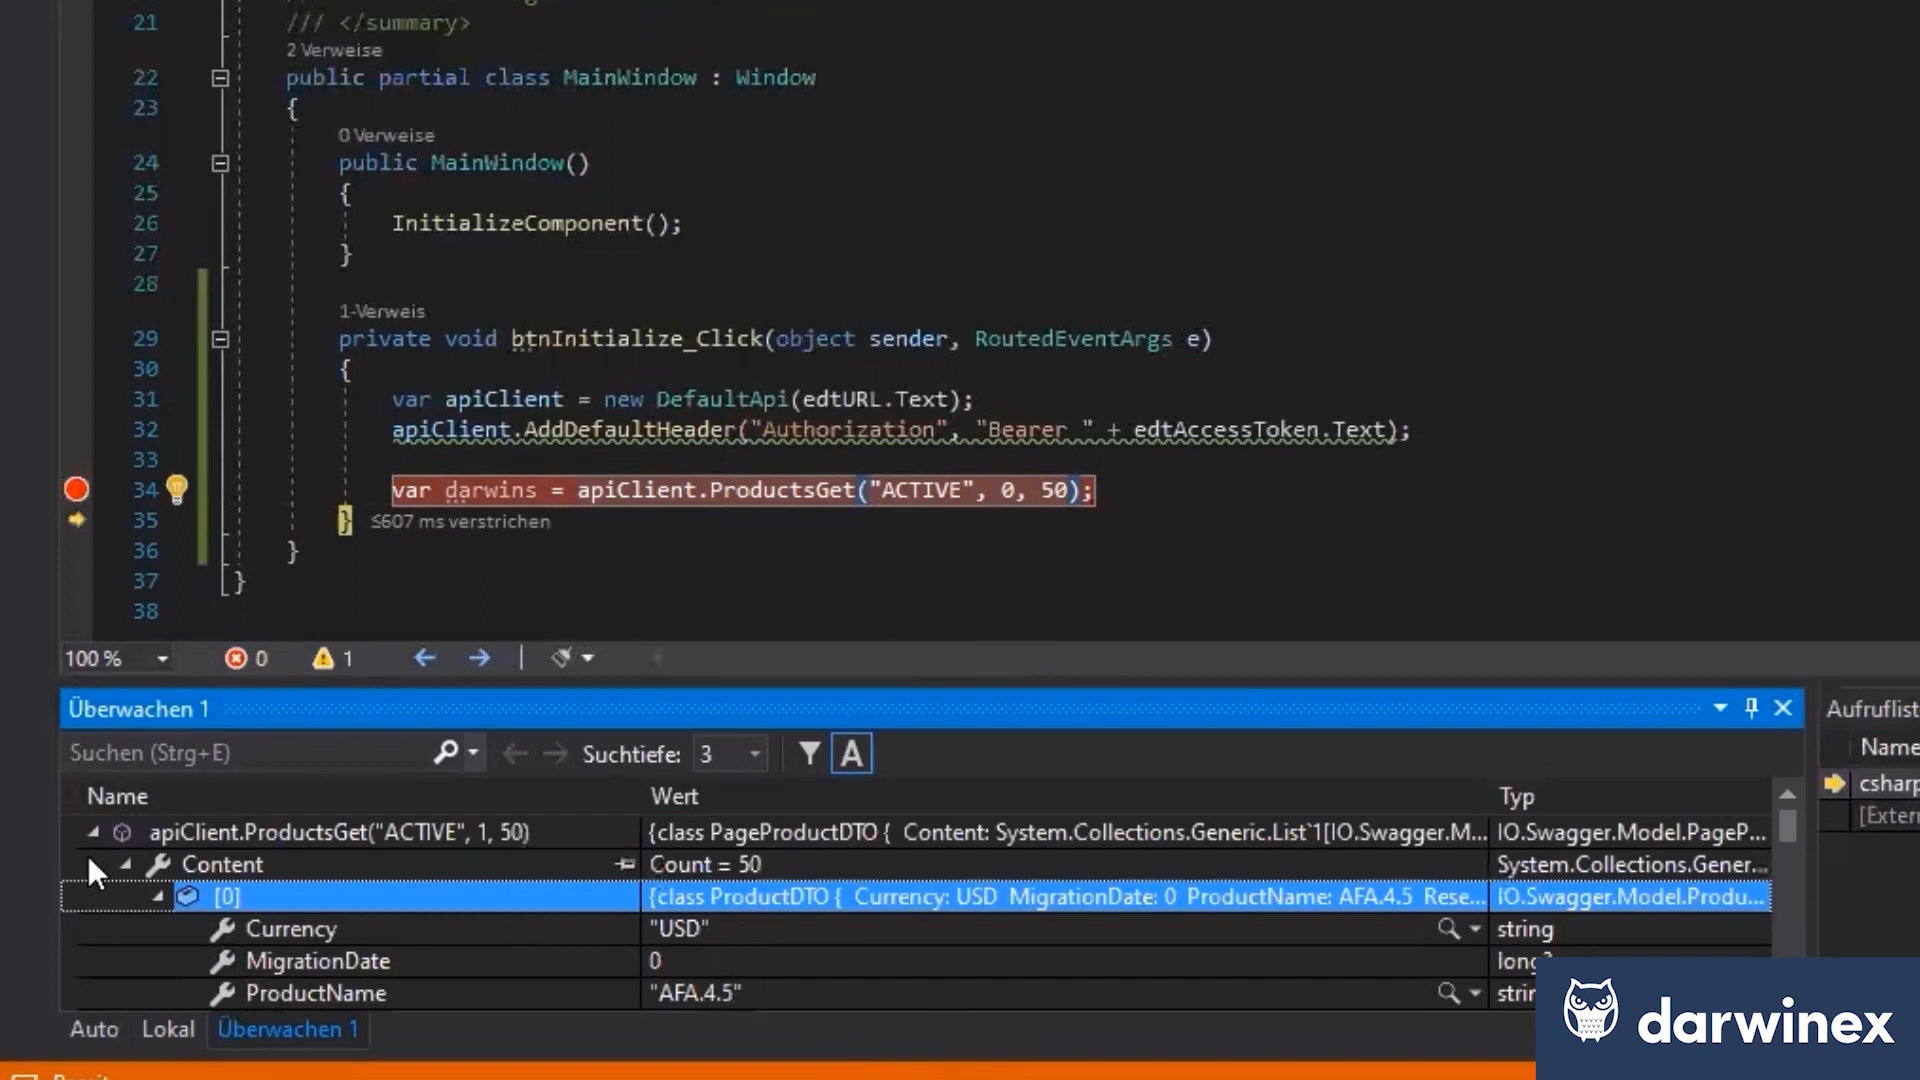 21 /// </summary>
2 Verweise
22 public partial class MainWindow : Window
23 {
0 Verweise
24 public MainWindow()
25 {
26 InitializeComponent();
27 }
28
1-Verweis
29 private void btnInitialize_Click(object sender, RoutedEventArgs e)
30 {
31 var apiClient = new DefaultApi(edtURL.Text);
32 apiClient.AddDefaultHeader("Authorization", "Bearer " + edtAccessToken.Text);
33
34 var darwins = apiClient.ProductsGet("ACTIVE", 0, 50);
35 } ≤607 ms verstrichen
36 }
37 }
38
100 % 0 1
Überwachen 1
Suchen (Strg+E) Suchtiefe: 3 A
Name Wert Typ
apiClient.ProductsGet("ACTIVE", 1, 50) {class PageProductDTO { Content: System.Collections.Generic.List`1[IO.Swagger.M... IO.Swagger.Model.PageP...
Content Count = 50 System.Collections.Gener...
[0] {class ProductDTO { Currency: USD MigrationDate: 0 ProductName: AFA.4.5 Rese... IO.Swagger.Model.Produ...
Currency "USD" string
MigrationDate 0 long?
ProductName "AFA.4.5" strin
Auto Lokal Überwachen 1
Aufruflist
Name
csharp
[Extern
darwinex